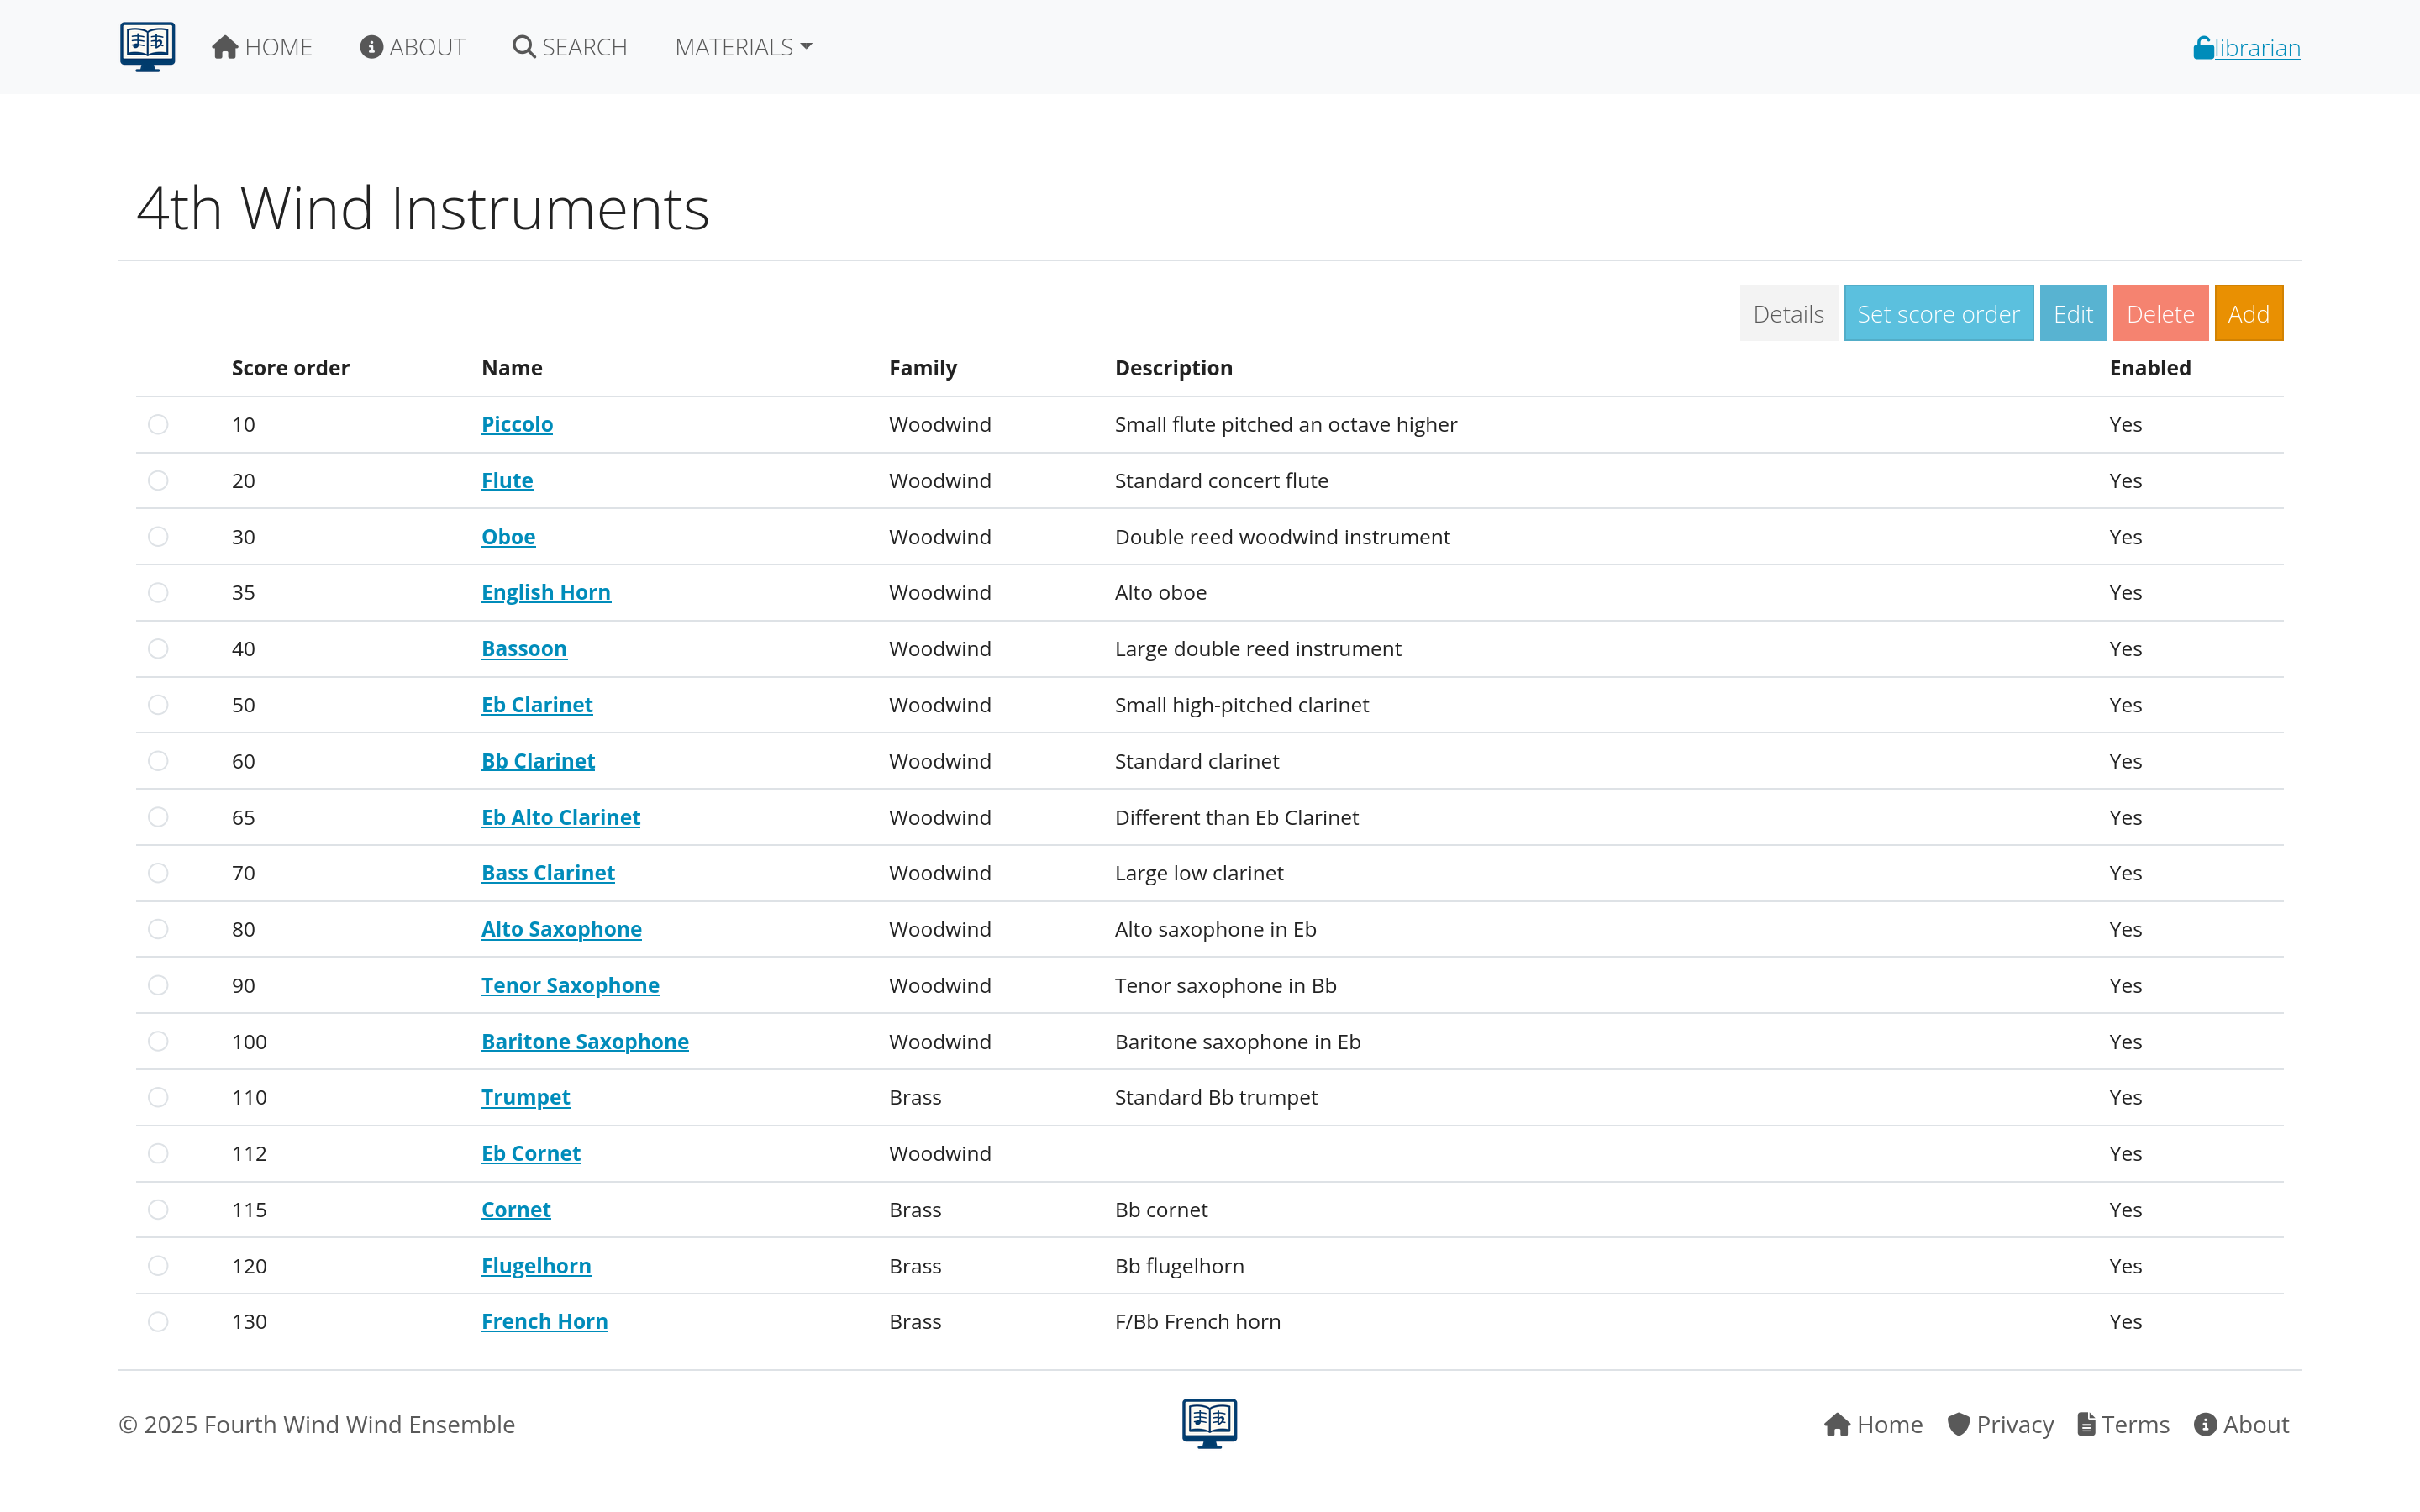 HOME ABOUT SEARCH MATERIALS librarian
4th Wind Instruments
Details Set score order Edit Delete Add
Score order Name Family Description Enabled
10 Piccolo Woodwind Small flute pitched an octave higher Yes
20 Flute Woodwind Standard concert flute Yes
30 Oboe Woodwind Double reed woodwind instrument Yes
35 English Horn Woodwind Alto oboe Yes
40 Bassoon Woodwind Large double reed instrument Yes
50 Eb Clarinet Woodwind Small high-pitched clarinet Yes
60 Bb Clarinet Woodwind Standard clarinet Yes
65 Eb Alto Clarinet Woodwind Different than Eb Clarinet Yes
70 Bass Clarinet Woodwind Large low clarinet Yes
80 Alto Saxophone Woodwind Alto saxophone in Eb Yes
90 Tenor Saxophone Woodwind Tenor saxophone in Bb Yes
100 Baritone Saxophone Woodwind Baritone saxophone in Eb Yes
110 Trumpet Brass Standard Bb trumpet Yes
112 Eb Cornet Woodwind Yes
115 Cornet Brass Bb cornet Yes
120 Flugelhorn Brass Bb flugelhorn Yes
130 French Horn Brass F/Bb French horn Yes
© 2025 Fourth Wind Wind Ensemble Home Privacy Terms About